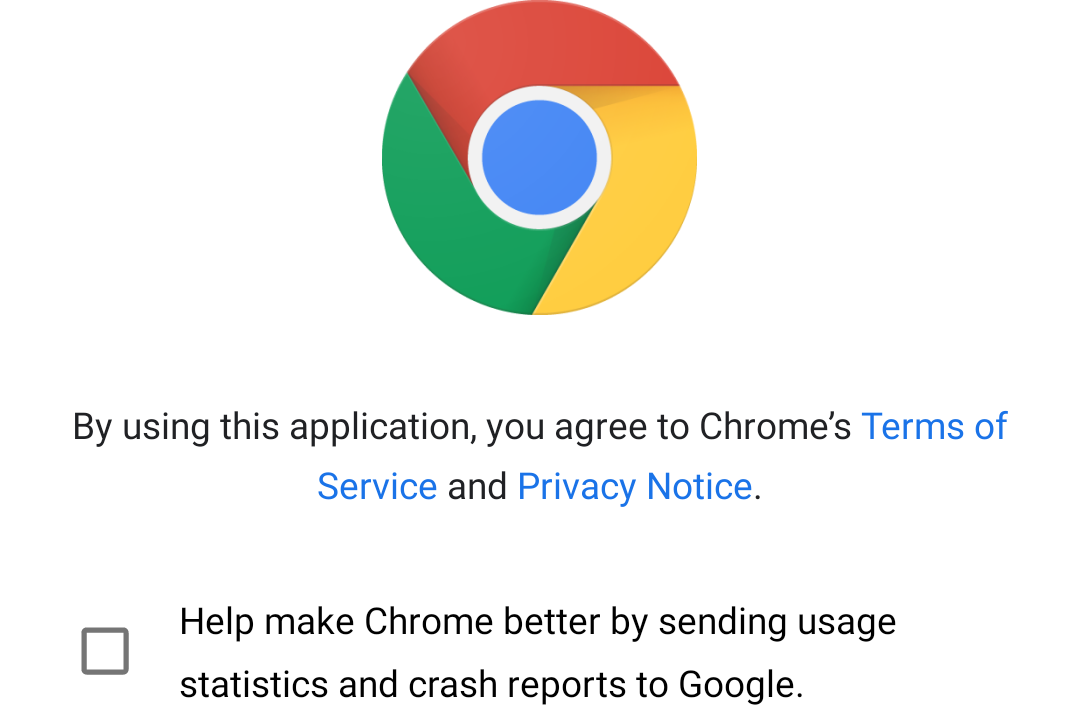 By using this application, you agree to Chrome’s Terms of
Service and Privacy Notice.
Help make Chrome better by sending usage
statistics and crash reports to Google.